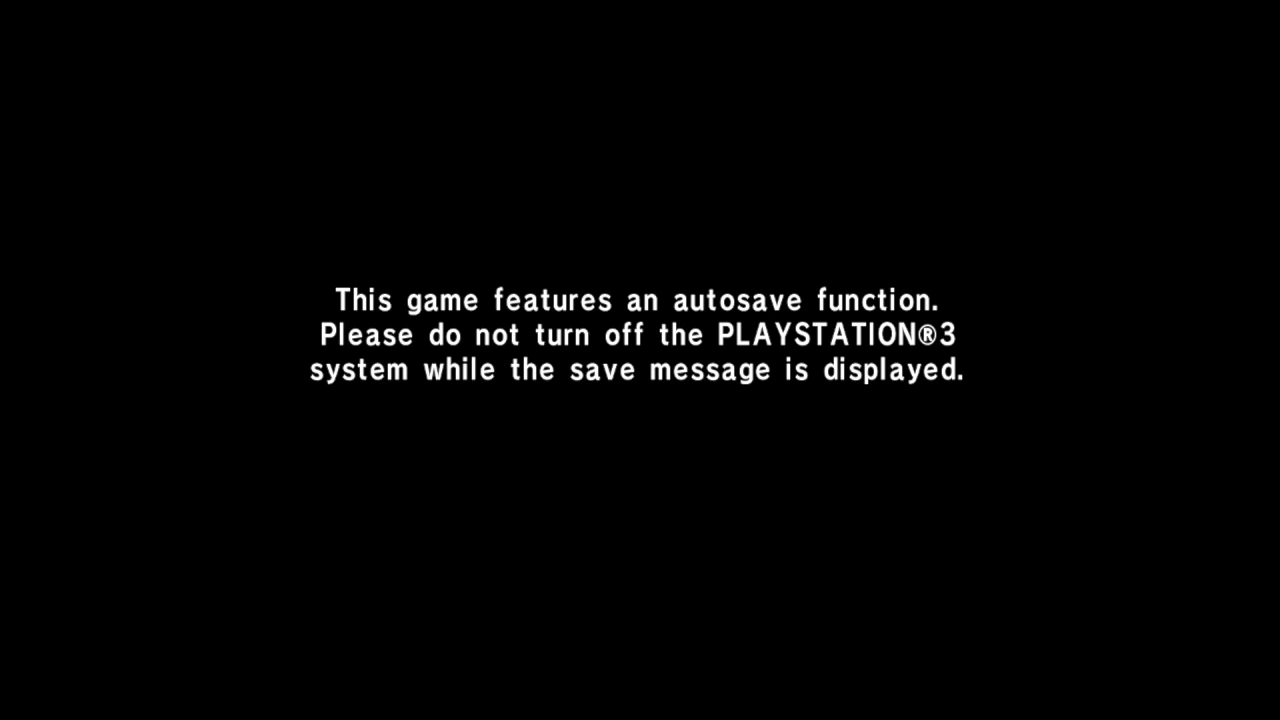 This game features an autosave function.
Please do not turn off the PLAYSTATION®3
system while the save message is displayed.